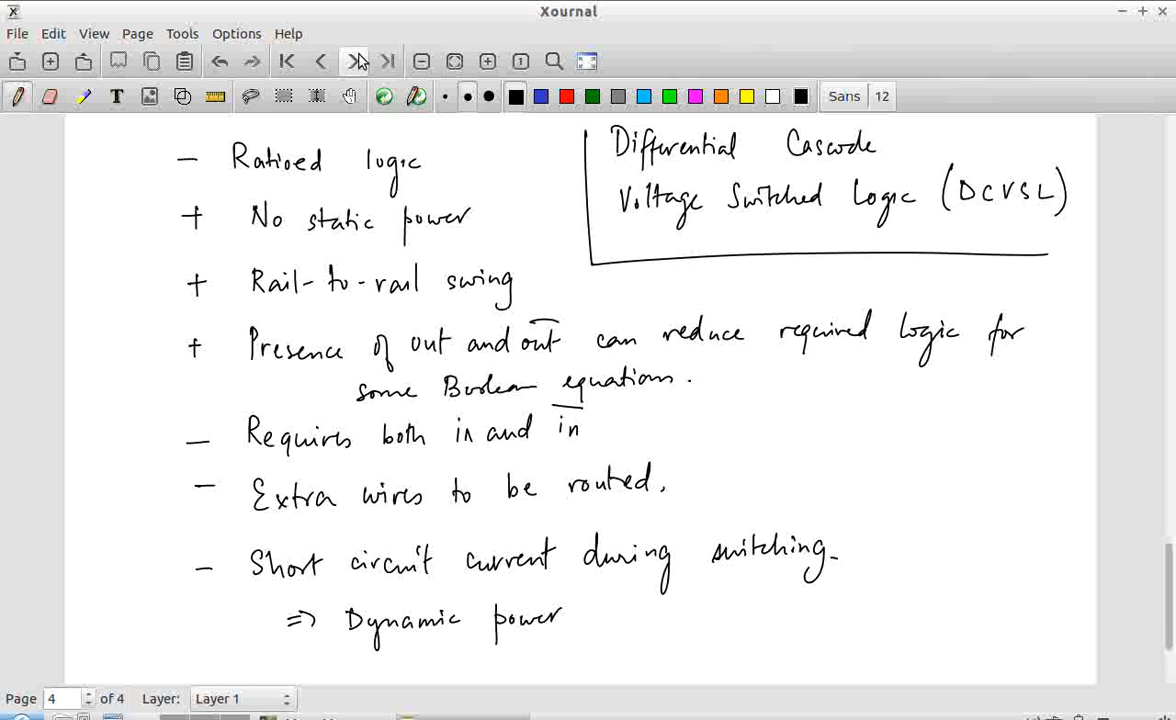 Xournal
File Edit View Page Tools Options Help
Sans 12
Differential Cascode
Voltage Switched Logic (DCVSL)
- Ratioed logic
+ No static power
+ Rail-to-rail swing
+ Presence of out and o̅u̅t̅ can reduce required logic for
some Boolean equations.
- Requires both in and i̅n̅
- Extra wires to be routed.
- Short circuit current during switching.
=> Dynamic power
Page 4 of 4 Layer: Layer 1